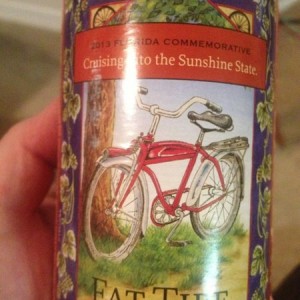 2013 FLORIDA COMMEMORATIVE
Cruising into the Sunshine State.
FAT TIRE